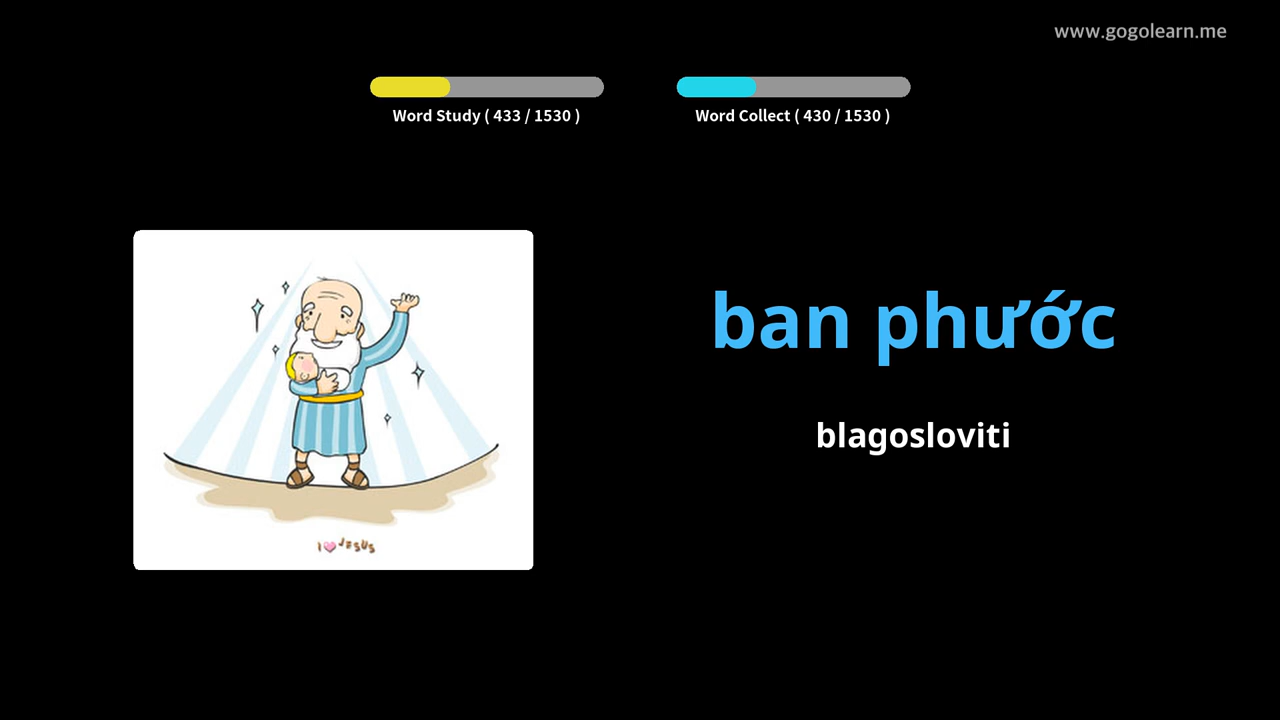 www.gogolearn.me
Word Study ( 433 / 1530 )
Word Collect ( 430 / 1530 )
ban phước
blagosloviti
I JESUS